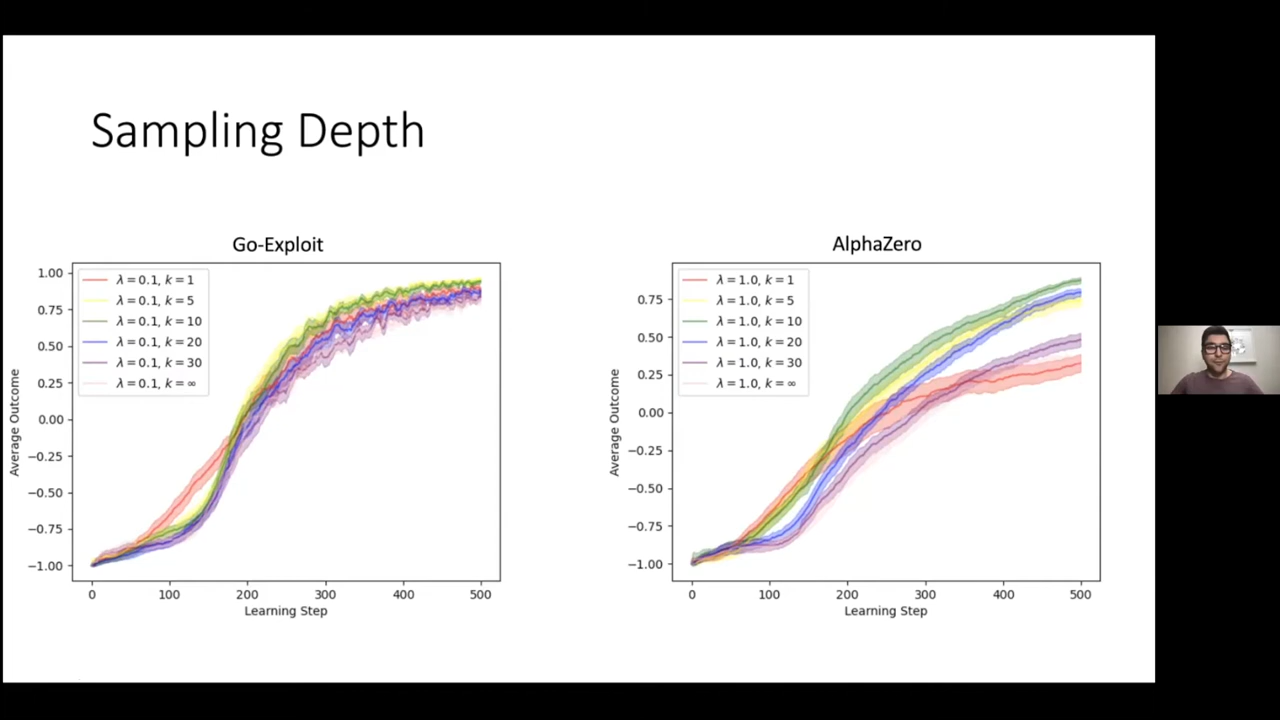 Sampling Depth
Go-Exploit
1.00
0.75
0.50
0.25
0.00
−0.25
−0.50
−0.75
−1.00
Average Outcome
λ = 0.1, k = 1
λ = 0.1, k = 5
λ = 0.1, k = 10
λ = 0.1, k = 20
λ = 0.1, k = 30
λ = 0.1, k = ∞
0 100 200 300 400 500
Learning Step
AlphaZero
0.75
0.50
0.25
0.00
−0.25
−0.50
−0.75
−1.00
Average Outcome
λ = 1.0, k = 1
λ = 1.0, k = 5
λ = 1.0, k = 10
λ = 1.0, k = 20
λ = 1.0, k = 30
λ = 1.0, k = ∞
0 100 200 300 400 500
Learning Step